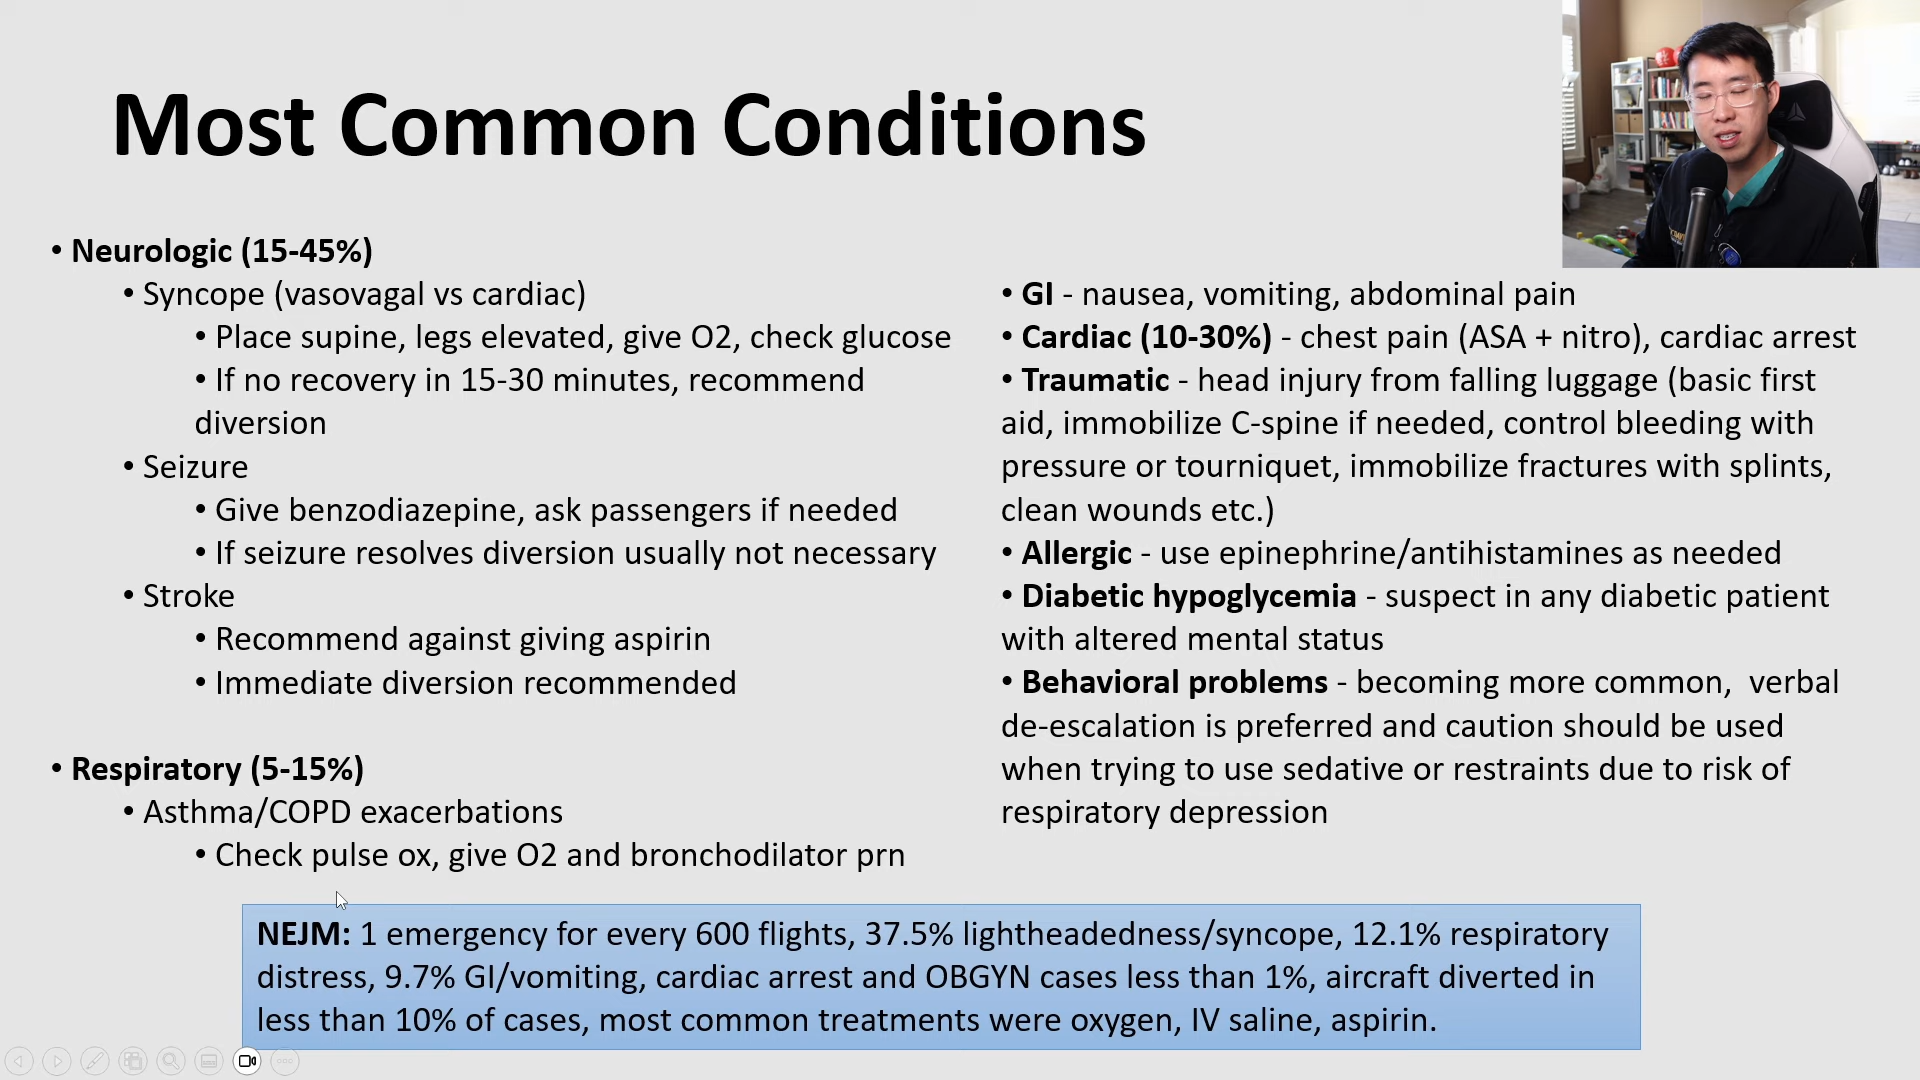 Most Common Conditions
• Neurologic (15-45%)
• Syncope (vasovagal vs cardiac)
• Place supine, legs elevated, give O2, check glucose
• If no recovery in 15-30 minutes, recommend
diversion
• Seizure
• Give benzodiazepine, ask passengers if needed
• If seizure resolves diversion usually not necessary
• Stroke
• Recommend against giving aspirin
• Immediate diversion recommended
• Respiratory (5-15%)
• Asthma/COPD exacerbations
• Check pulse ox, give O2 and bronchodilator prn
• GI - nausea, vomiting, abdominal pain
• Cardiac (10-30%) - chest pain (ASA + nitro), cardiac arrest
• Traumatic - head injury from falling luggage (basic first
aid, immobilize C-spine if needed, control bleeding with
pressure or tourniquet, immobilize fractures with splints,
clean wounds etc.)
• Allergic - use epinephrine/antihistamines as needed
• Diabetic hypoglycemia - suspect in any diabetic patient
with altered mental status
• Behavioral problems - becoming more common,  verbal
de-escalation is preferred and caution should be used
when trying to use sedative or restraints due to risk of
respiratory depression
NEJM: 1 emergency for every 600 flights, 37.5% lightheadedness/syncope, 12.1% respiratory
distress, 9.7% GI/vomiting, cardiac arrest and OBGYN cases less than 1%, aircraft diverted in
less than 10% of cases, most common treatments were oxygen, IV saline, aspirin.